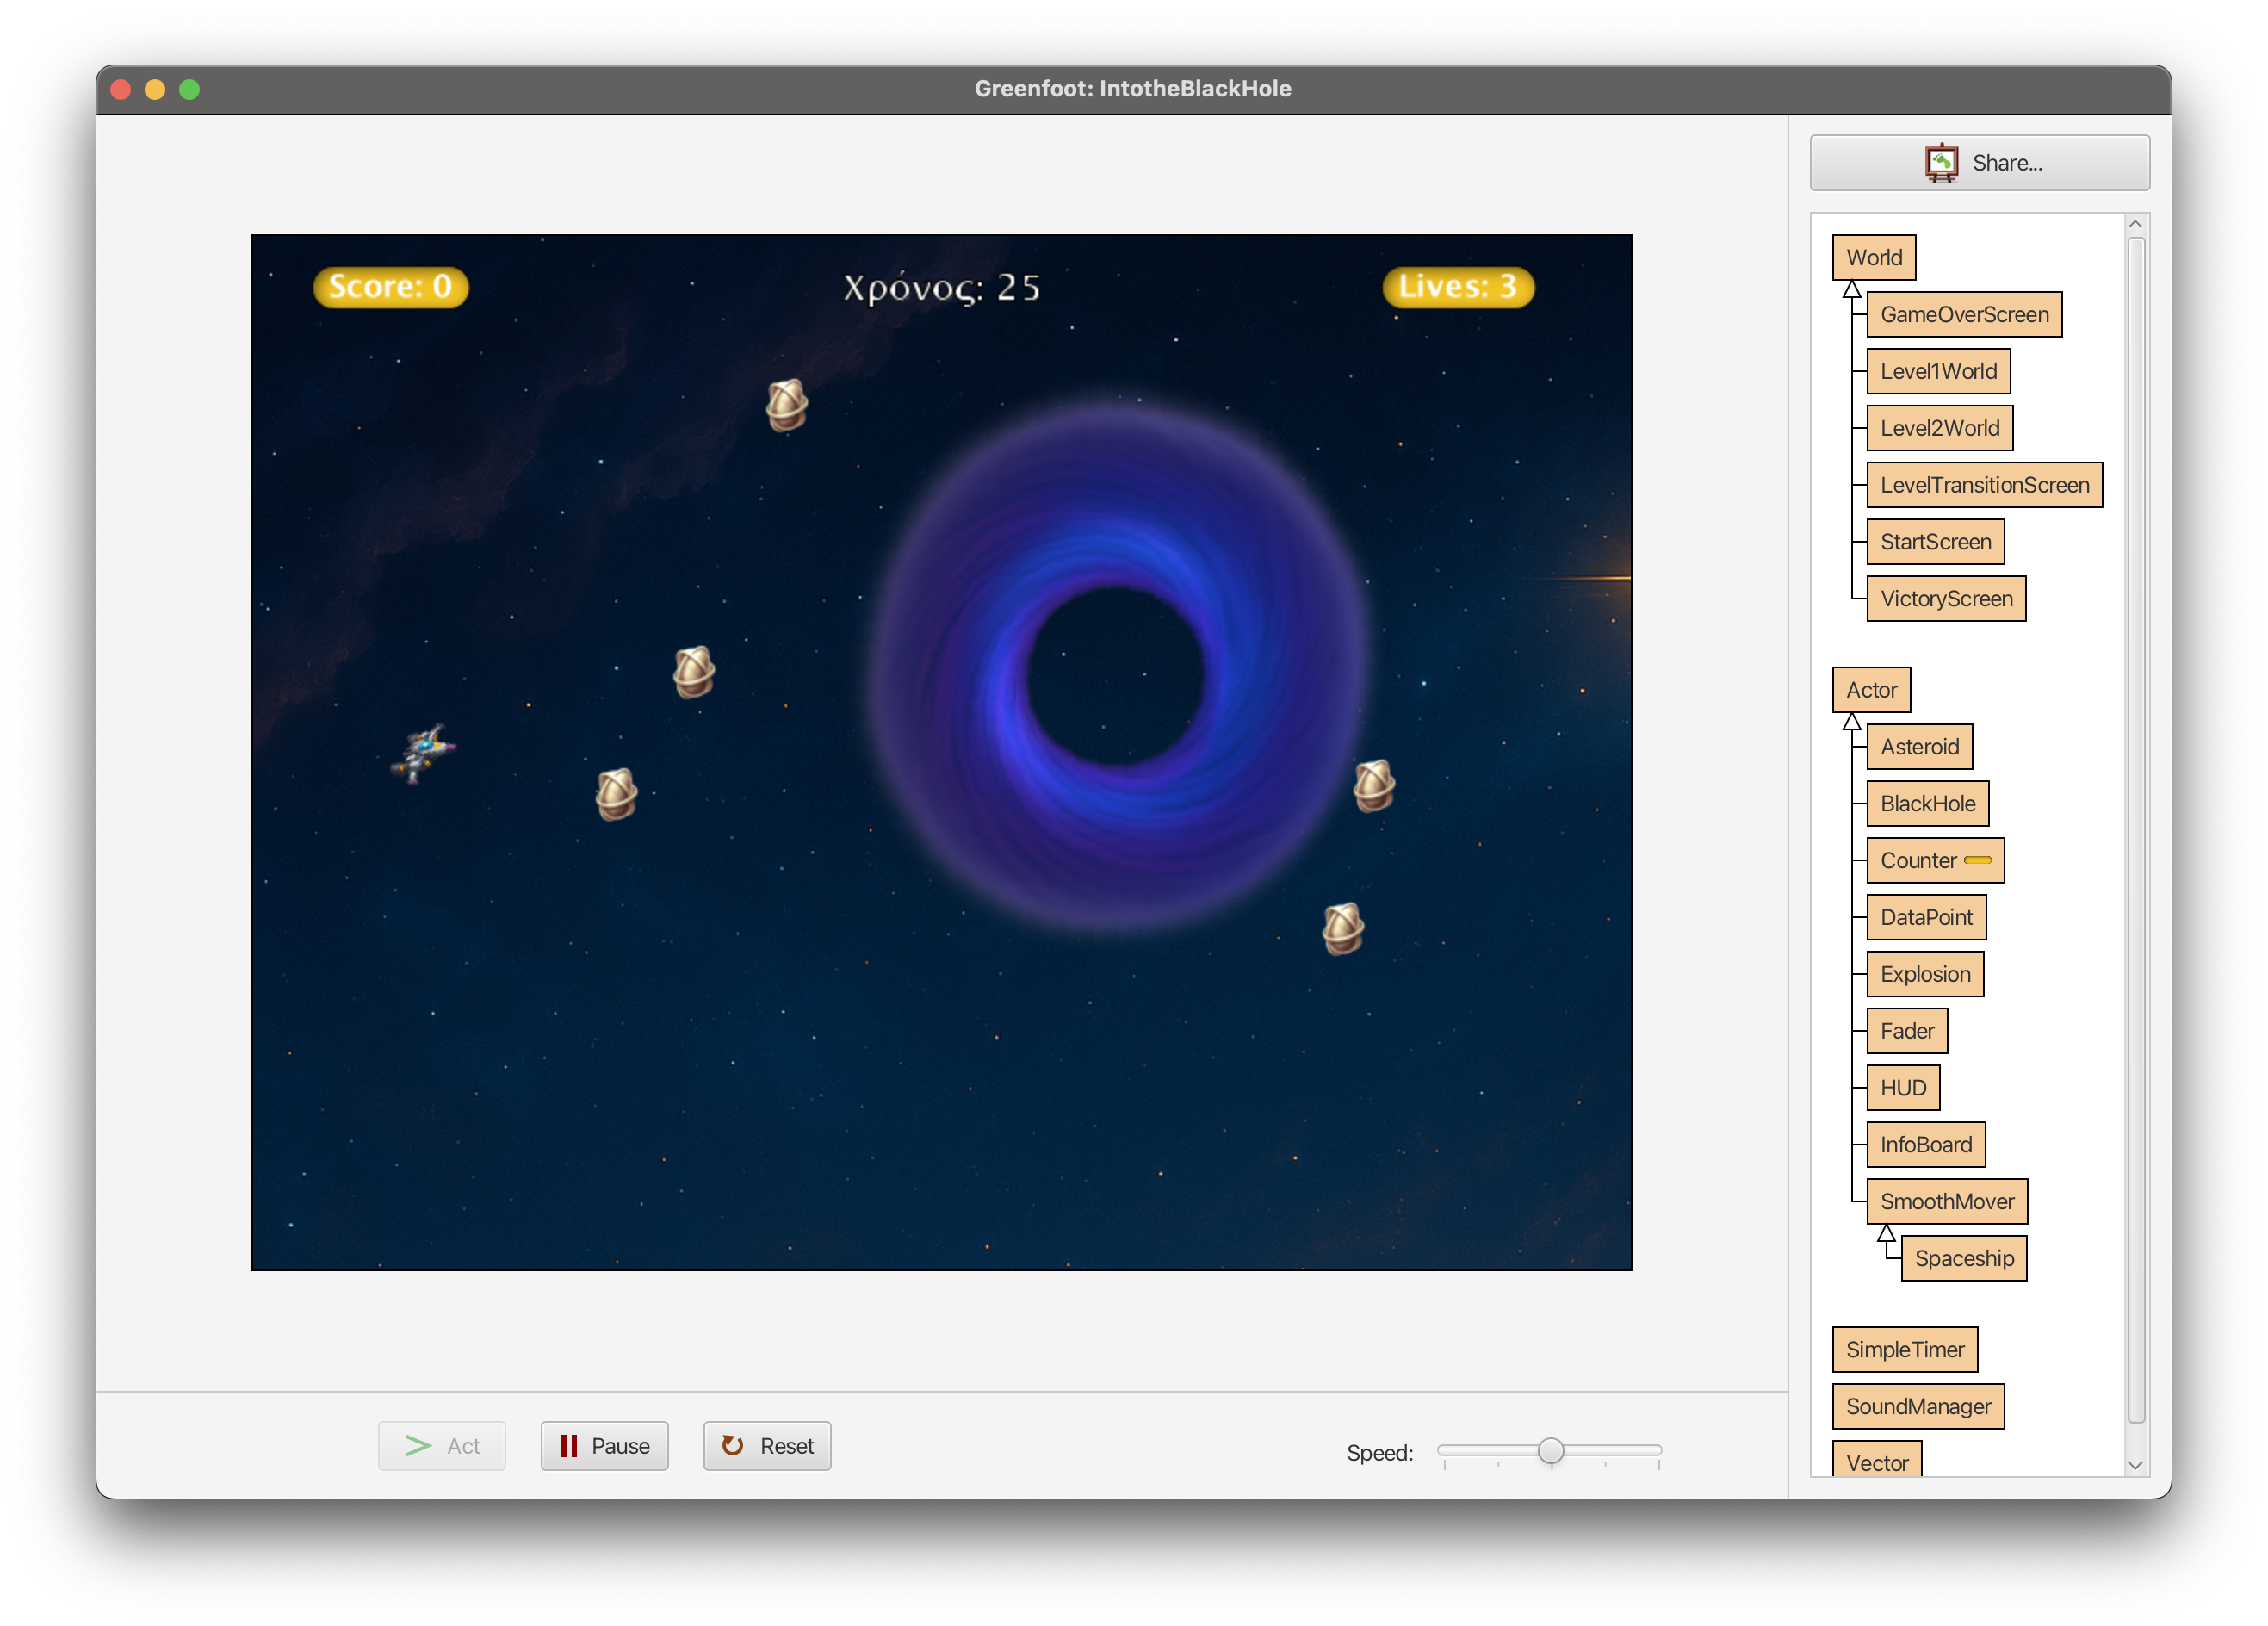 Greenfoot: IntotheBlackHole
Share...
Score: 0
Χρόνος: 25
Lives: 3
World
GameOverScreen
Level1World
Level2World
LevelTransitionScreen
StartScreen
VictoryScreen
Actor
Asteroid
BlackHole
Counter
DataPoint
Explosion
Fader
HUD
InfoBoard
SmoothMover
Spaceship
SimpleTimer
SoundManager
Vector
Act
Pause
Reset
Speed: